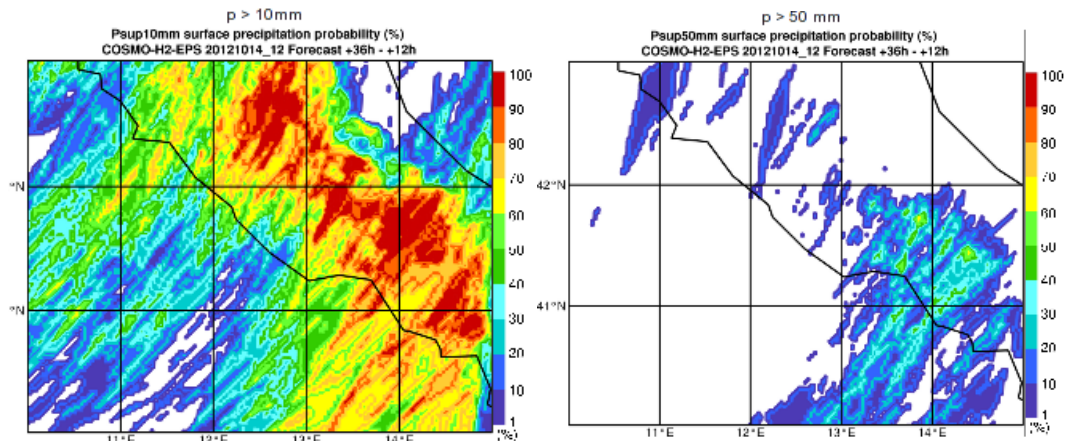 p > 10mm
Psup10mm surface precipitation probability (%)
COSMO-H2-EPS 20121014_12 Forecast +36h - +12h
100
90
80
70
60
50
40
30
20
10
1
(%)
°N
°N
11°E
12°E
13°E
14°E
p > 50 mm
Psup50mm surface precipitation probability (%)
COSMO-H2-EPS 20121014_12 Forecast +36h - +12h
42°N
41°N
100
90
80
70
60
50
40
30
20
10
1
(%)
11°E
12°E
13°E
14°E